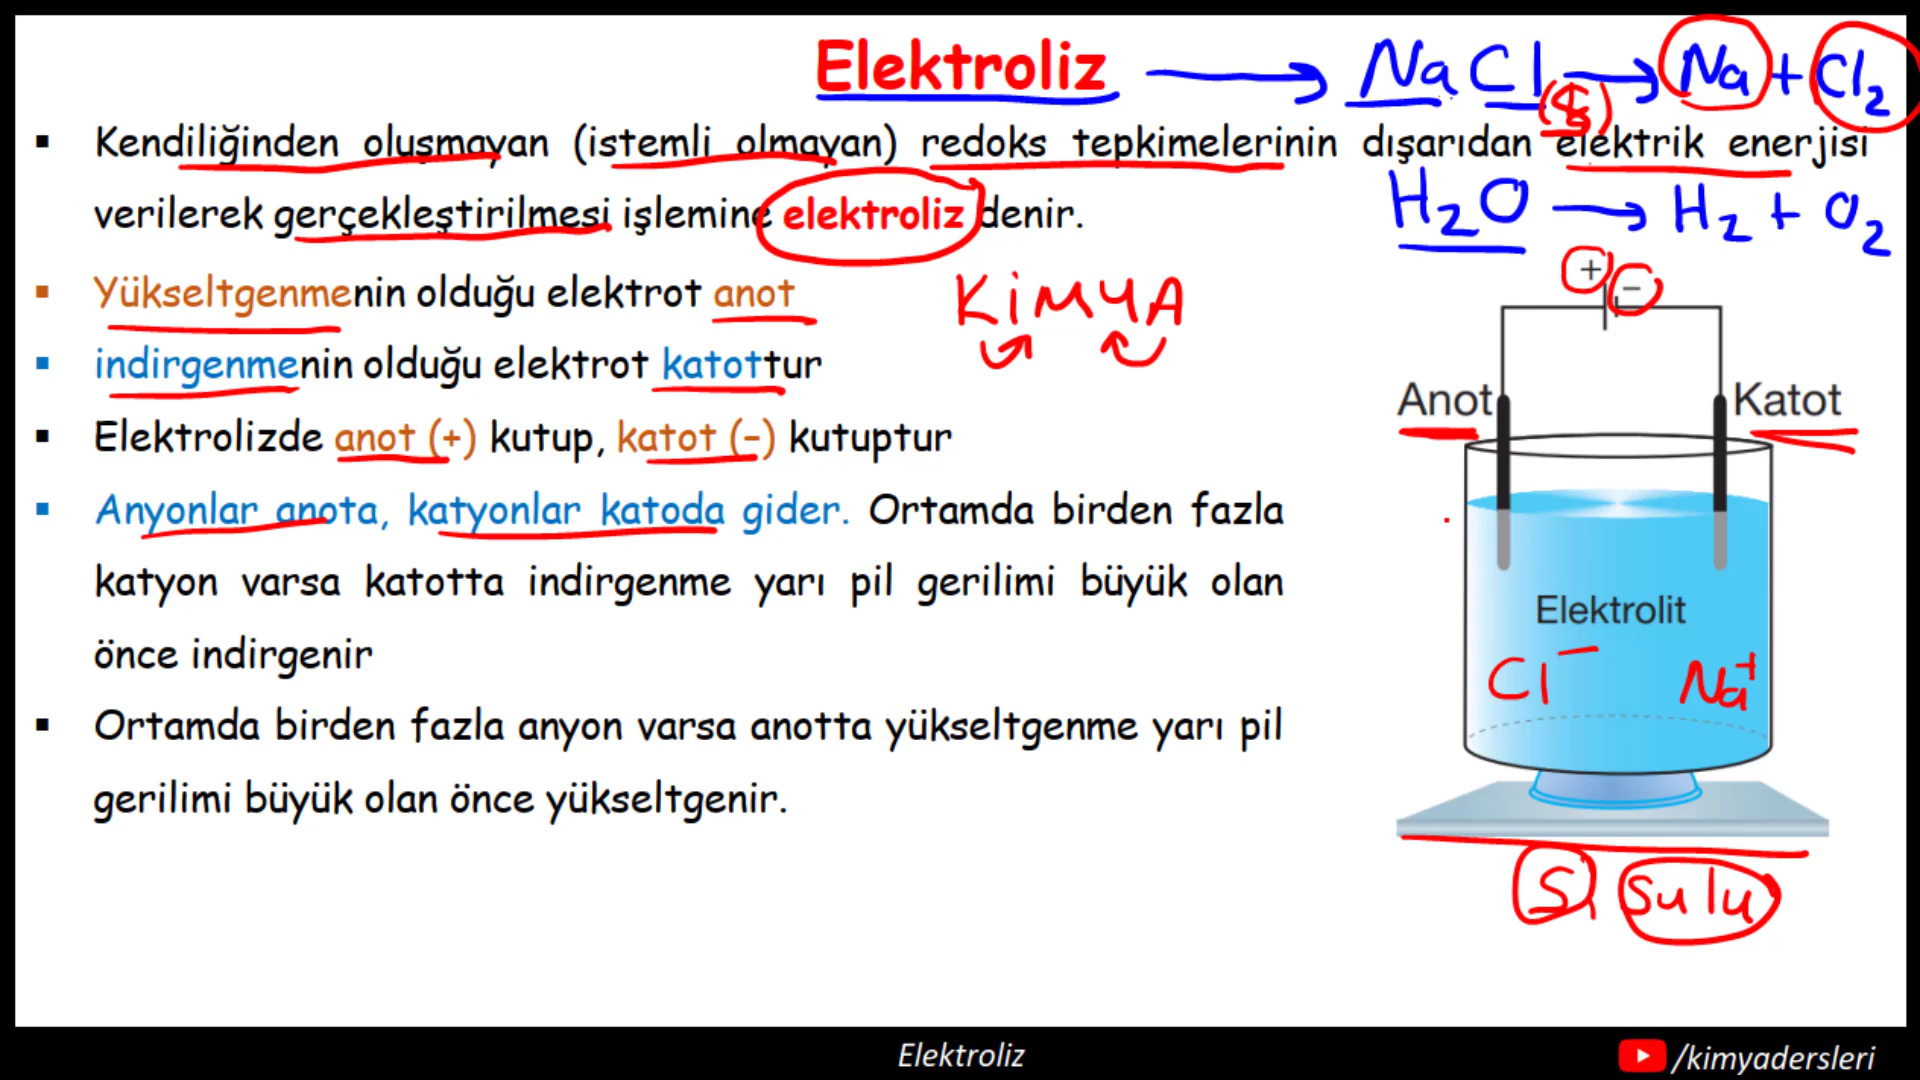 Elektroliz → NaCl(s) → Na + Cl2
Kendiliğinden oluşmayan (istemli olmayan) redoks tepkimelerinin dışarıdan elektrik enerjisi
verilerek gerçekleştirilmesi işlemine elektroliz denir.
H2O → H2 + O2
Yükseltgenmenin olduğu elektrot anot
KİMYA
+ −
indirgenmenin olduğu elektrot katottur
Anot Katot
Elektrolizde anot (+) kutup, katot (–) kutuptur
Anyonlar anota, katyonlar katoda gider. Ortamda birden fazla
katyon varsa katotta indirgenme yarı pil gerilimi büyük olan
önce indirgenir
Elektrolit
Cl− Na+
Ortamda birden fazla anyon varsa anotta yükseltgenme yarı pil
gerilimi büyük olan önce yükseltgenir.
S, Sulu
Elektroliz
/kimyadersleri